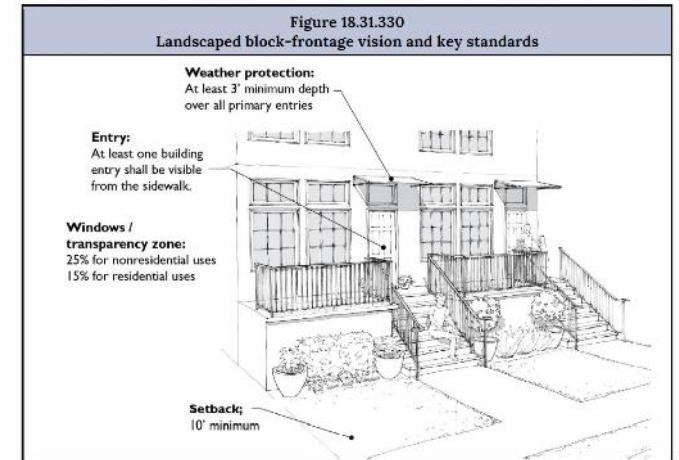 Figure 18.31.330
Landscaped block-frontage vision and key standards
Weather protection:
At least 3' minimum depth
over all primary entries
Entry:
At least one building
entry shall be visible
from the sidewalk.
Windows /
transparency zone:
25% for nonresidential uses
15% for residential uses
Setback;
10' minimum